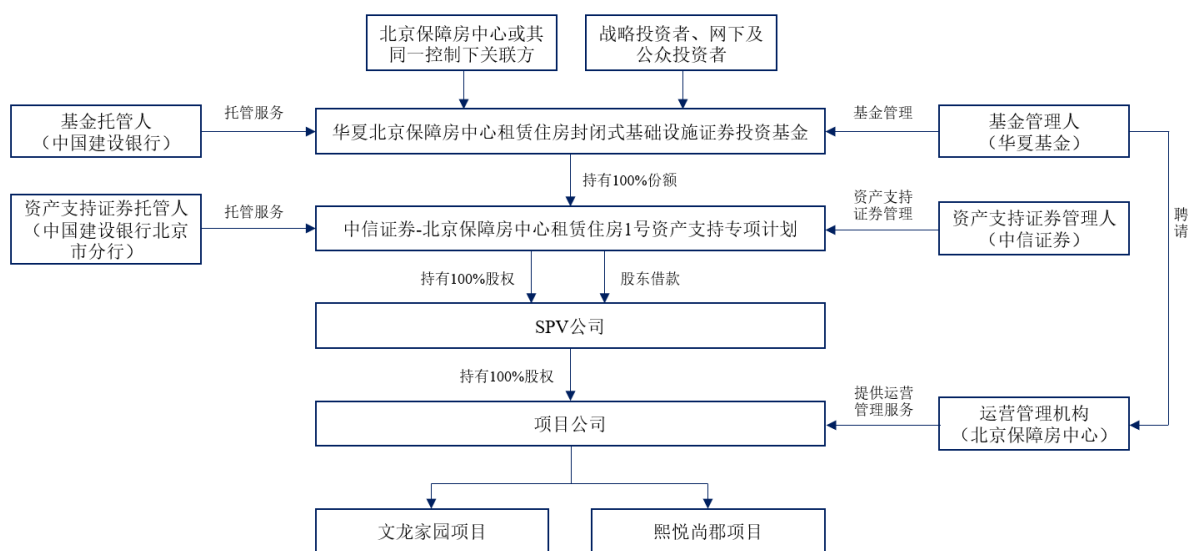 北京保障房中心或其
同一控制下关联方
战略投资者、网下及
公众投资者
基金托管人
（中国建设银行）
托管服务
华夏北京保障房中心租赁住房封闭式基础设施证券投资基金
基金管理
基金管理人
（华夏基金）
持有100%份额
资产支持证券托管人
（中国建设银行北京
市分行）
托管服务
中信证券-北京保障房中心租赁住房1号资产支持专项计划
资产支持
证券管理
资产支持证券管理人
（中信证券）
聘
请
持有100%股权
股东借款
SPV公司
持有100%股权
项目公司
提供运营
管理服务
运营管理机构
（北京保障房中心）
文龙家园项目
熙悦尚郡项目